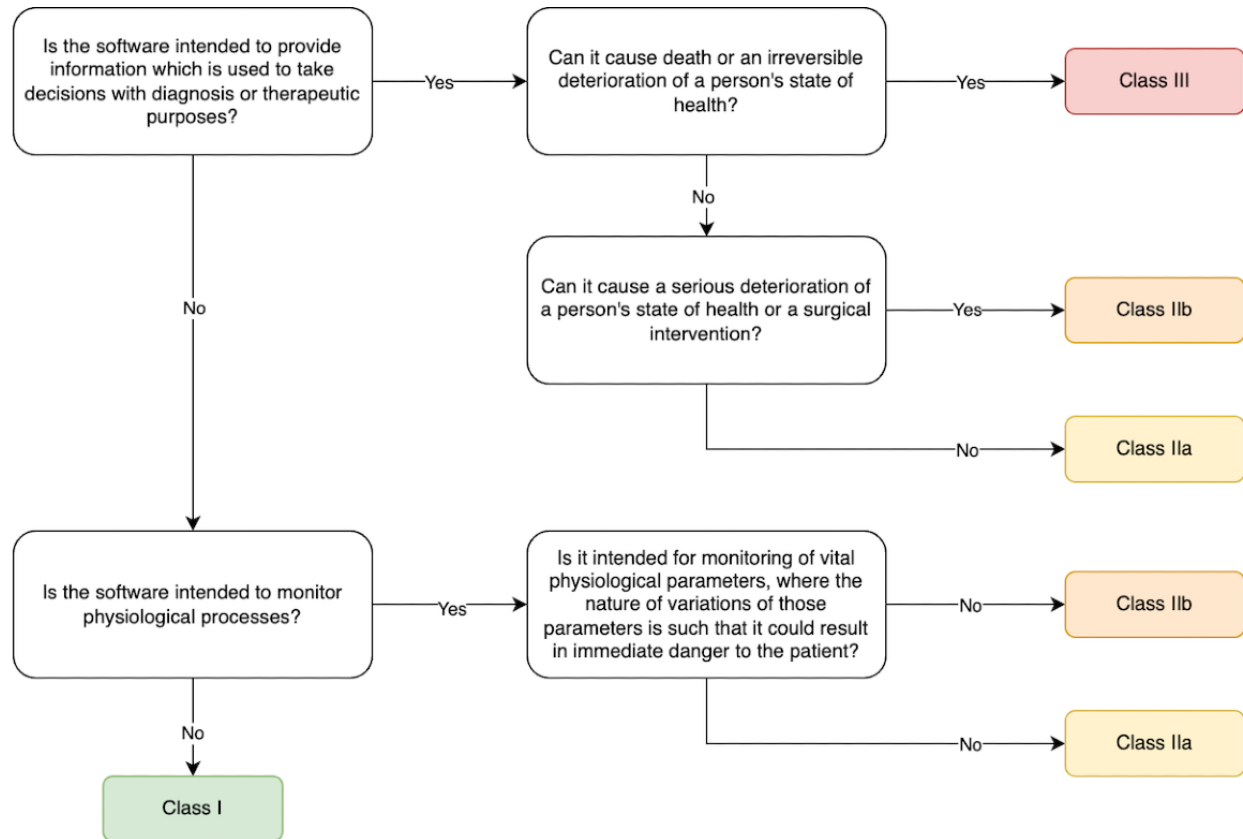 Is the software intended to provide
information which is used to take
decisions with diagnosis or therapeutic
purposes?
Yes
Can it cause death or an irreversible
deterioration of a person's state of
health?
Yes
Class III
No
Can it cause a serious deterioration of
a person's state of health or a surgical
intervention?
Yes
Class IIb
No
Class IIa
No
Is the software intended to monitor
physiological processes?
Yes
Is it intended for monitoring of vital
physiological parameters, where the
nature of variations of those
parameters is such that it could result
in immediate danger to the patient?
No
Class IIb
No
Class IIa
No
Class I